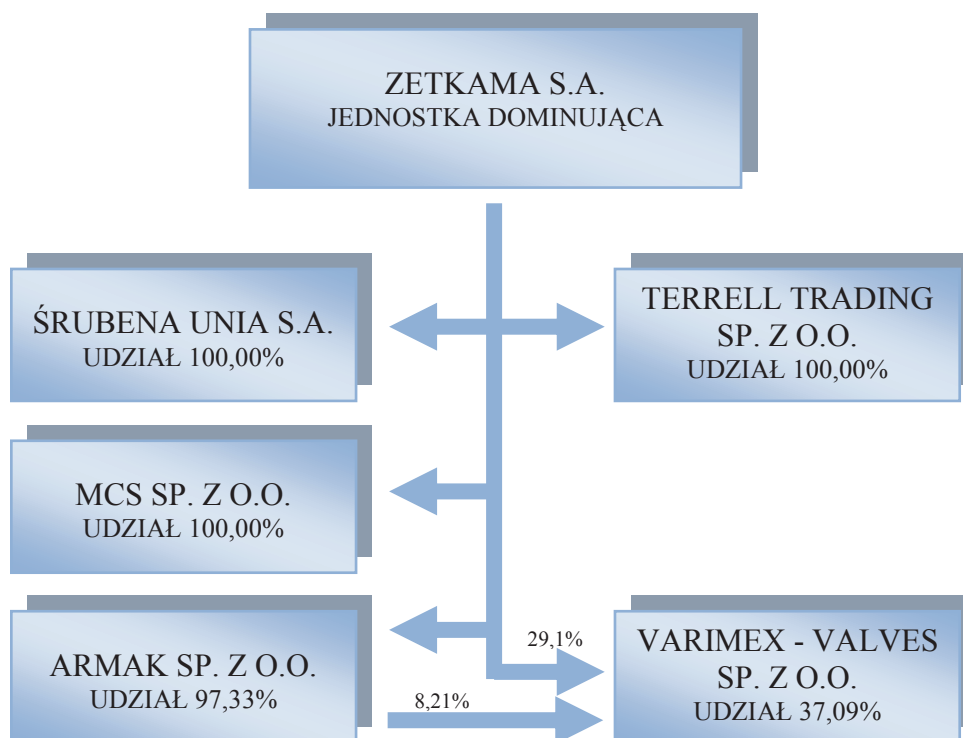 ZETKAMA S.A.
JEDNOSTKA DOMINUJĄCA
ŚRUBENA UNIA S.A.
UDZIAŁ 100,00%
TERRELL TRADING
SP. Z O.O.
UDZIAŁ 100,00%
MCS SP. Z O.O.
UDZIAŁ 100,00%
ARMAK SP. Z O.O.
UDZIAŁ 97,33%
29,1%
8,21%
VARIMEX - VALVES
SP. Z O.O.
UDZIAŁ 37,09%